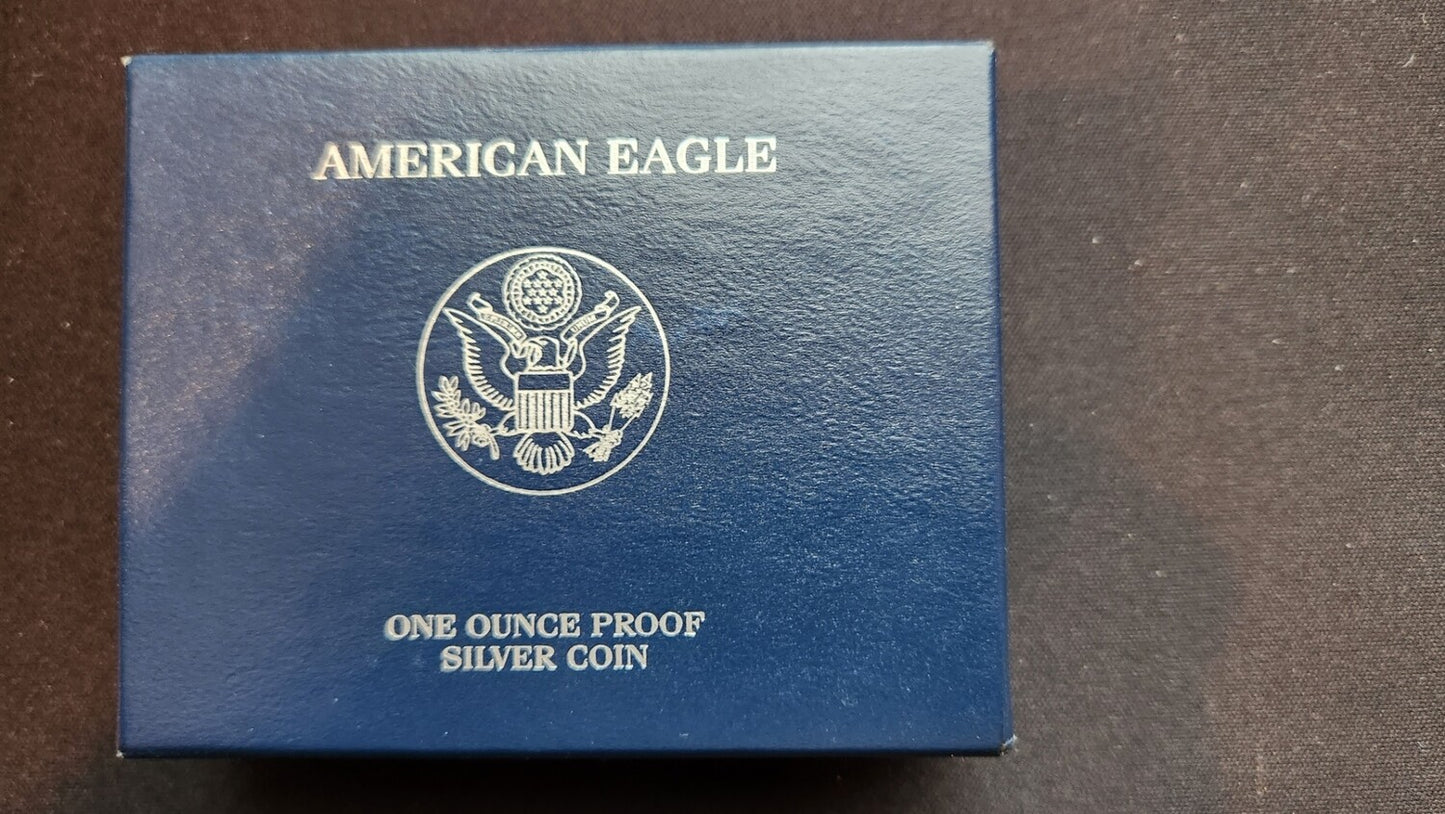 AMERICAN EAGLE
ONE OUNCE PROOF
SILVER COIN